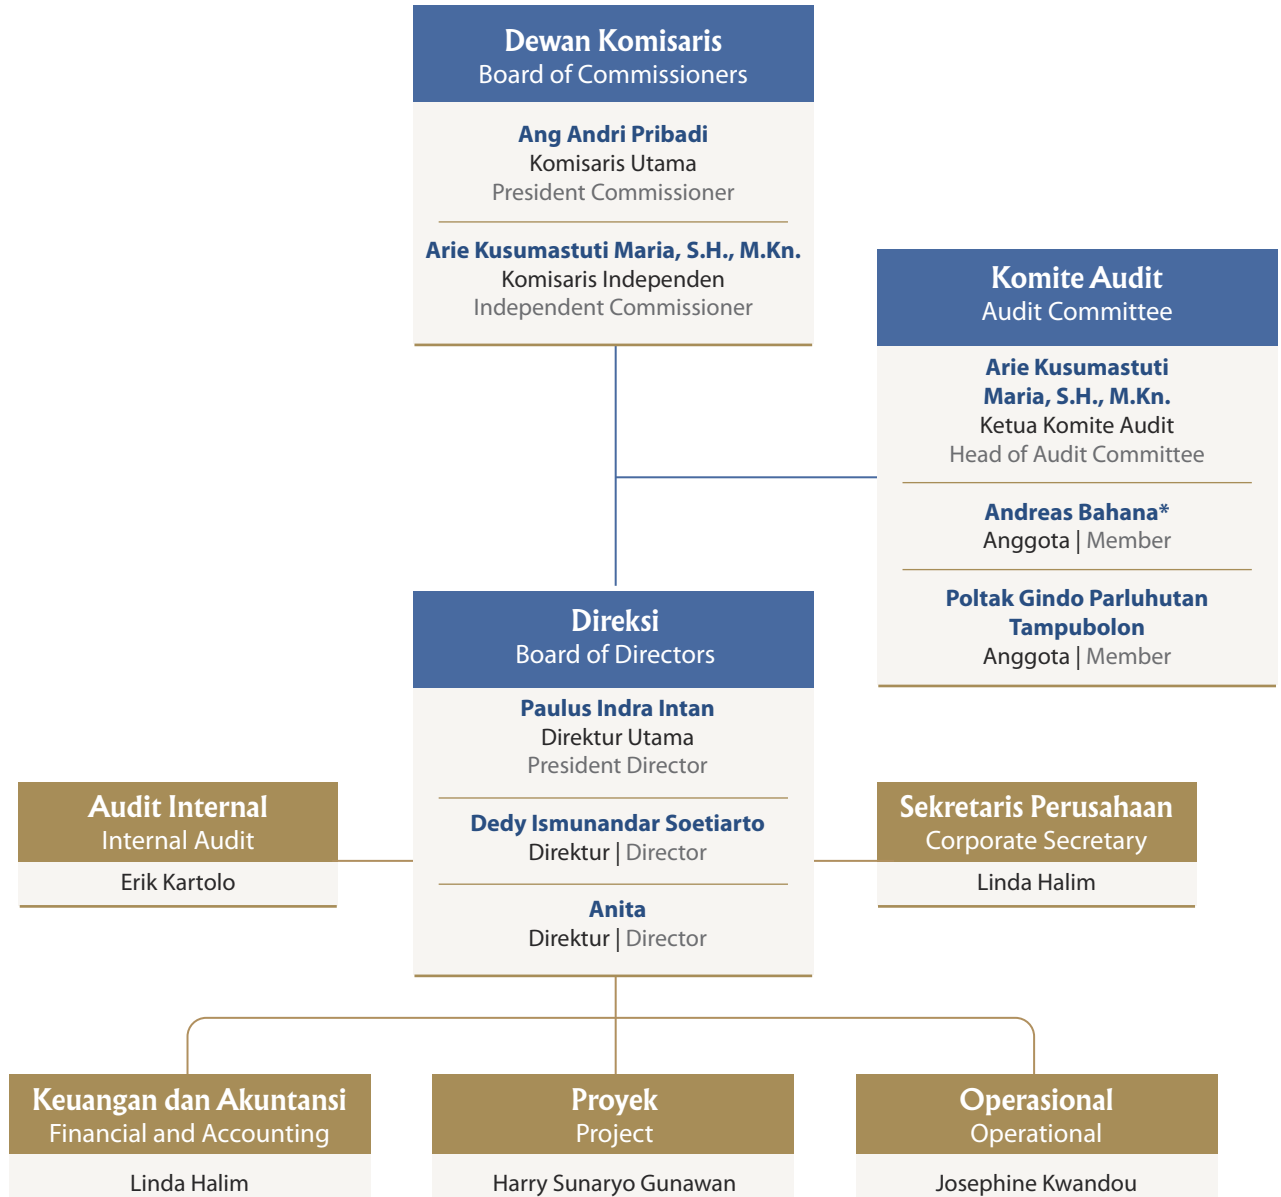 Dewan Komisaris
Board of Commissioners
Ang Andri Pribadi
Komisaris Utama
President Commissioner
Arie Kusumastuti Maria, S.H., M.Kn.
Komisaris Independen
Independent Commissioner
Komite Audit
Audit Committee
Arie Kusumastuti
Maria, S.H., M.Kn.
Ketua Komite Audit
Head of Audit Committee
Andreas Bahana*
Anggota | Member
Poltak Gindo Parluhutan
Tampubolon
Anggota | Member
Direksi
Board of Directors
Paulus Indra Intan
Direktur Utama
President Director
Dedy Ismunandar Soetiarto
Direktur | Director
Anita
Direktur | Director
Audit Internal
Internal Audit
Erik Kartolo
Sekretaris Perusahaan
Corporate Secretary
Linda Halim
Keuangan dan Akuntansi
Financial and Accounting
Linda Halim
Proyek
Project
Harry Sunaryo Gunawan
Operasional
Operational
Josephine Kwandou